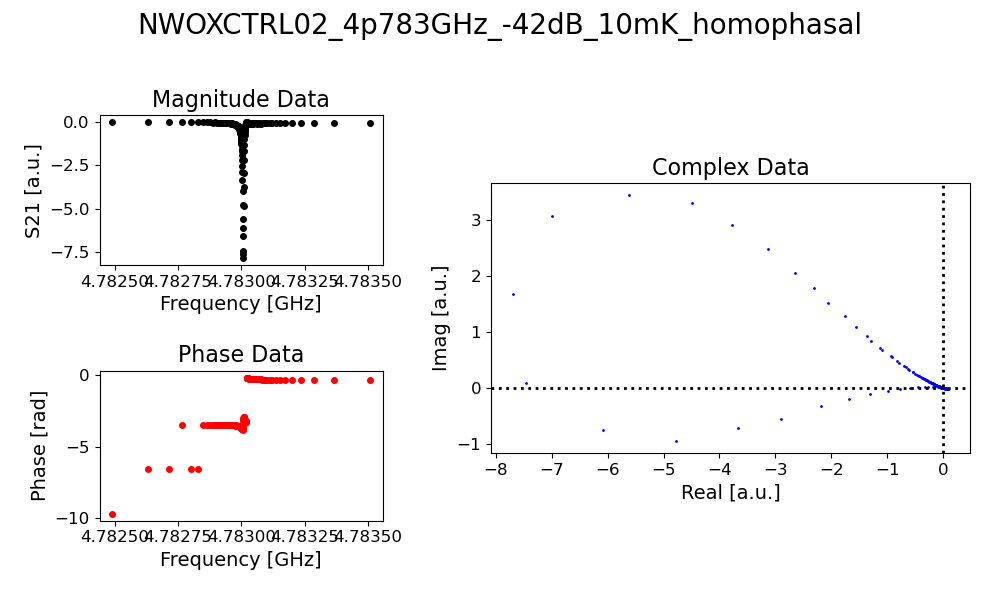 NWOXCTRL02_4p783GHz_-42dB_10mK_homophasal
Magnitude Data
0.0
−2.5
−5.0
−7.5
S21 [a.u.]
4.78250 4.78275 4.78300 4.78325 4.78350
Frequency [GHz]
Phase Data
0
−5
−10
Phase [rad]
4.78250 4.78275 4.78300 4.78325 4.78350
Frequency [GHz]
Complex Data
3
2
1
0
−1
Imag [a.u.]
−8 −7 −6 −5 −4 −3 −2 −1 0
Real [a.u.]